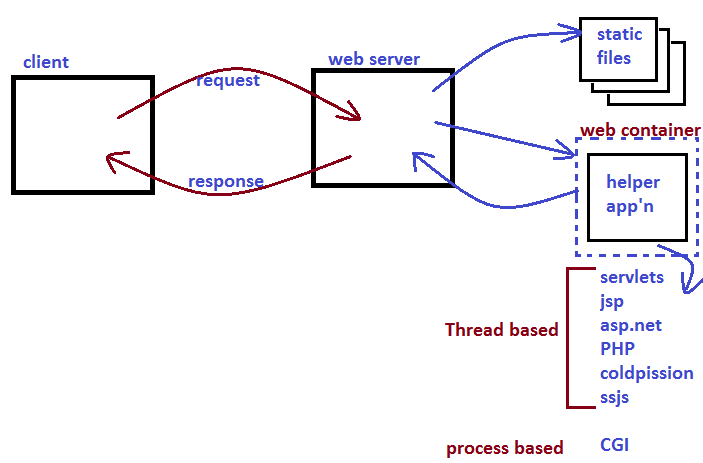 client
web server
static
files
request
response
web container
helper
app'n
Thread based
servlets
jsp
asp.net
PHP
coldpission
ssjs
process based
CGI